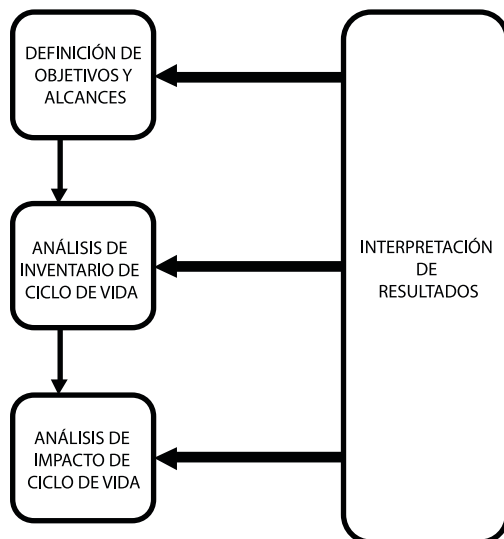 DEFINICIÓN DE
OBJETIVOS Y
ALCANCES
ANÁLISIS DE
INVENTARIO DE
CICLO DE VIDA
ANÁLISIS DE
IMPACTO DE
CICLO DE VIDA
INTERPRETACIÓN
DE
RESULTADOS